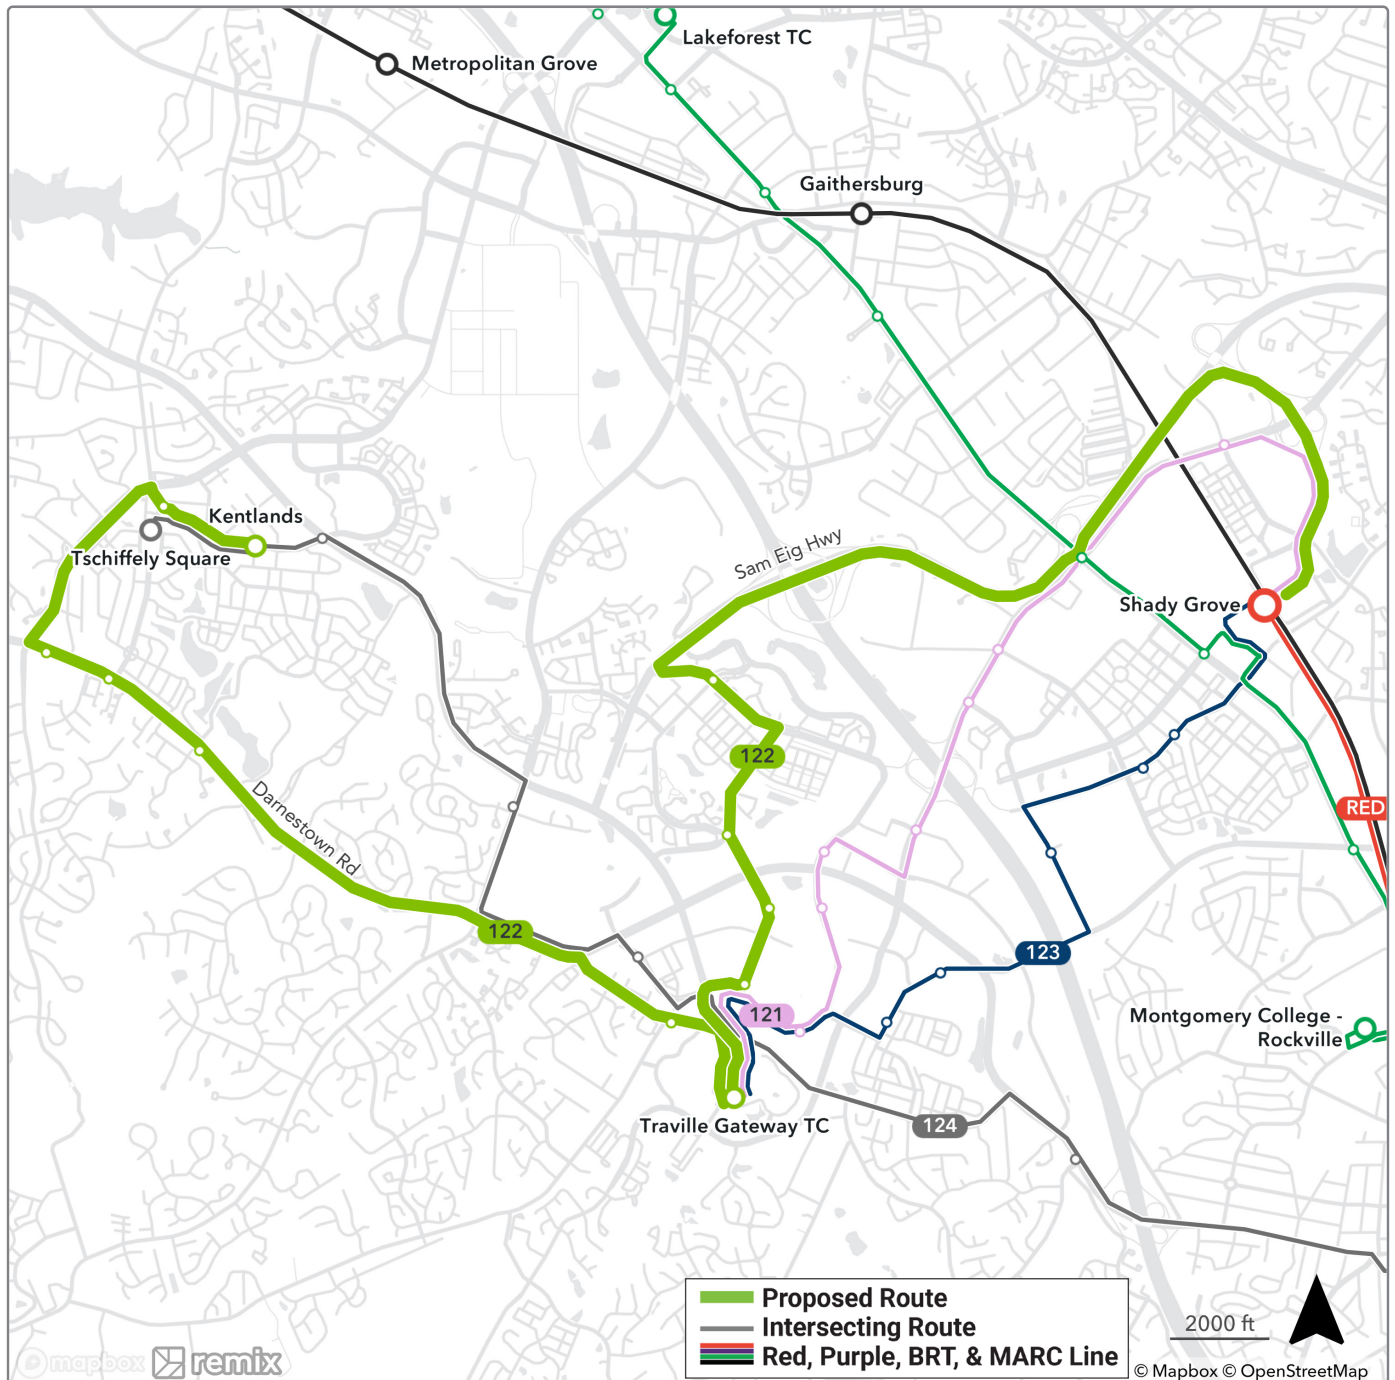 Lakeforest TC
Metropolitan Grove
Gaithersburg
Kentlands
Tschiffely Square
Sam Eig Hwy
Shady Grove
122
Darnestown Rd
RED
122
123
121
Montgomery College -
Rockville
Traville Gateway TC
124
Proposed Route
Intersecting Route
Red, Purple, BRT, & MARC Line
2000 ft
mapbox
remix
© Mapbox © OpenStreetMap